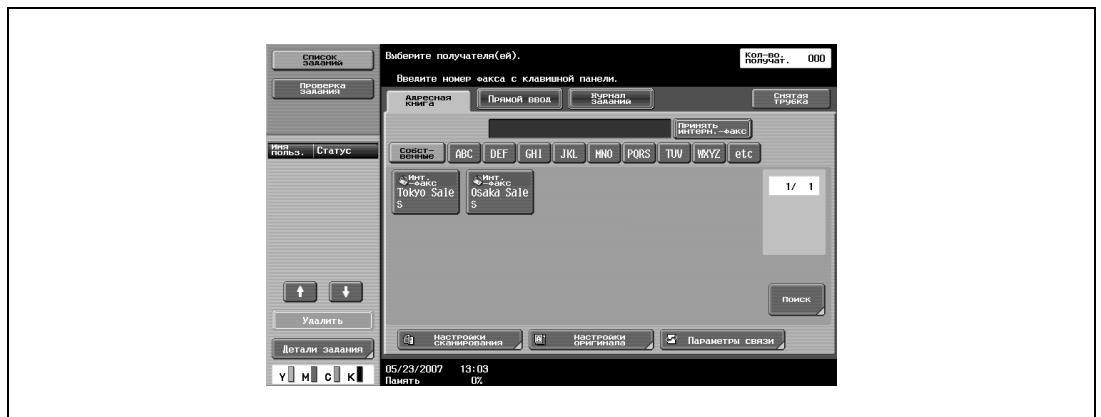 Список
заданий
Проверка
задания
Имя
польз.
Статус
Удалить
Детали задания
Y M C K
Выберите получателя(ей).
Кол-во.
получат. 000
Введите номер факса с клавишной панели.
Адресная
книга
Прямой ввод
Журнал
заданий
Снятая
трубка
Принять
интерн.-факс
Собст-
венные
ABC DEF GHI JKL MNO PQRS TUV WXYZ etc
Инт.
-факс
Tokyo Sale
s
Инт.
-факс
Osaka Sale
s
1/ 1
Поиск
Настройки
сканирования
Настройки
оригинала
Параметры связи
05/23/2007 13:03
Память 0%